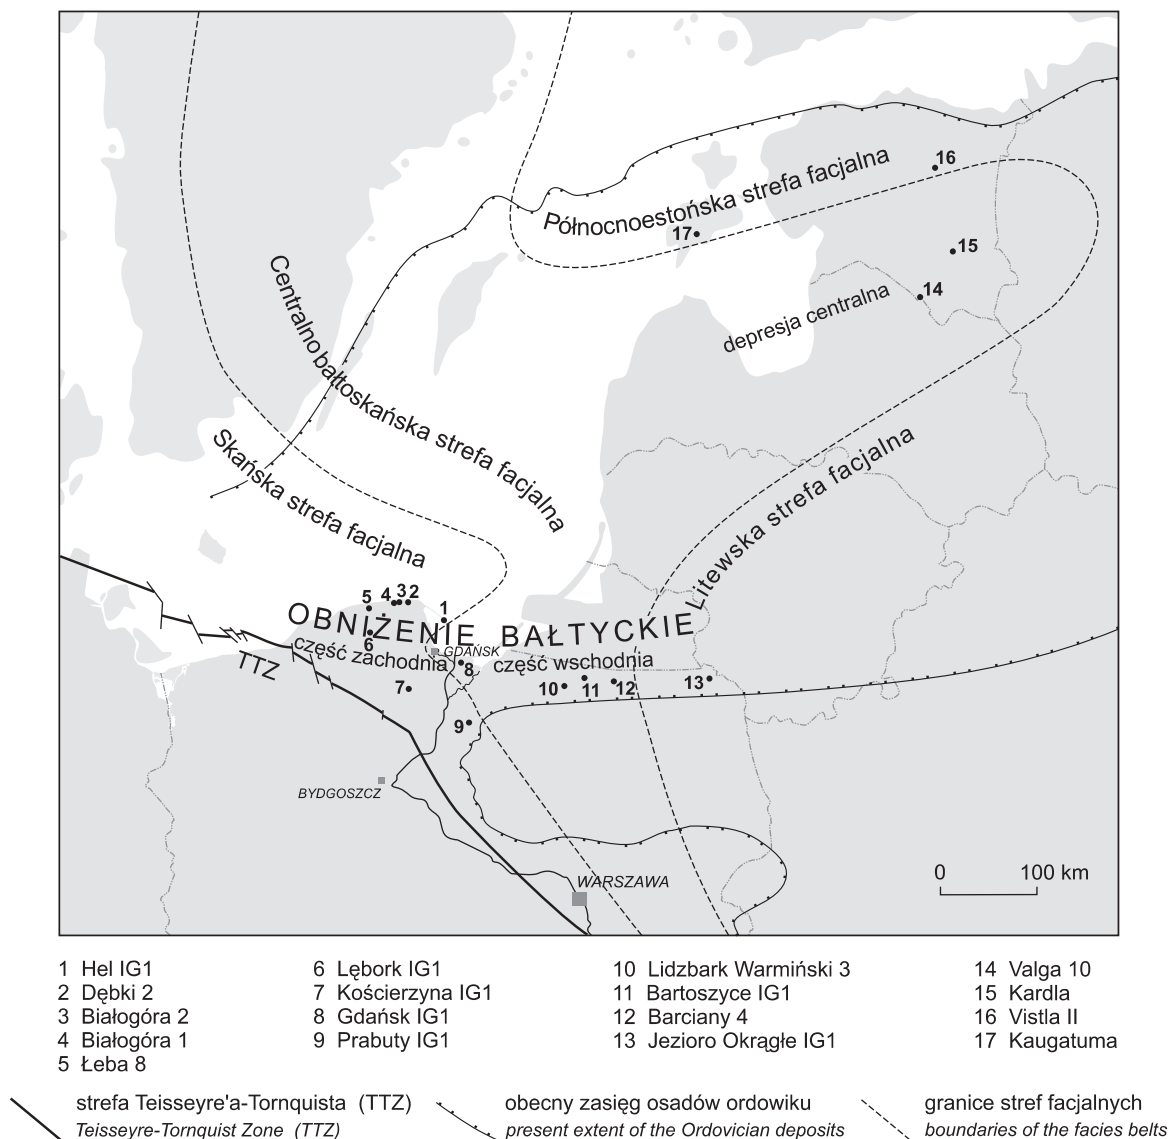 Północnoestońska strefa facjalna
16
17
15
14
depresja centralna
Centralnobałtoskańska strefa facjalna
Skańska strefa facjalna
Litewska strefa facjalna
5 4 3 2
1
OBNIŻENIE BAŁTYCKIE
6
GDAŃSK
część zachodnia
część wschodnia
TTZ
8
7
10 11 12
13
9
BYDGOSZCZ
WARSZAWA
0 100 km
1 Hel IG1
2 Dębki 2
3 Białogóra 2
4 Białogóra 1
5 Łeba 8
6 Lębork IG1
7 Kościerzyna IG1
8 Gdańsk IG1
9 Prabuty IG1
10 Lidzbark Warmiński 3
11 Bartoszyce IG1
12 Barciany 4
13 Jezioro Okrągłe IG1
14 Valga 10
15 Kardla
16 Vistla II
17 Kaugatuma
strefa Teisseyre'a-Tornquista (TTZ)
Teisseyre-Tornquist Zone (TTZ)
obecny zasięg osadów ordowiku
present extent of the Ordovician deposits
granice stref facjalnych
boundaries of the facies belts